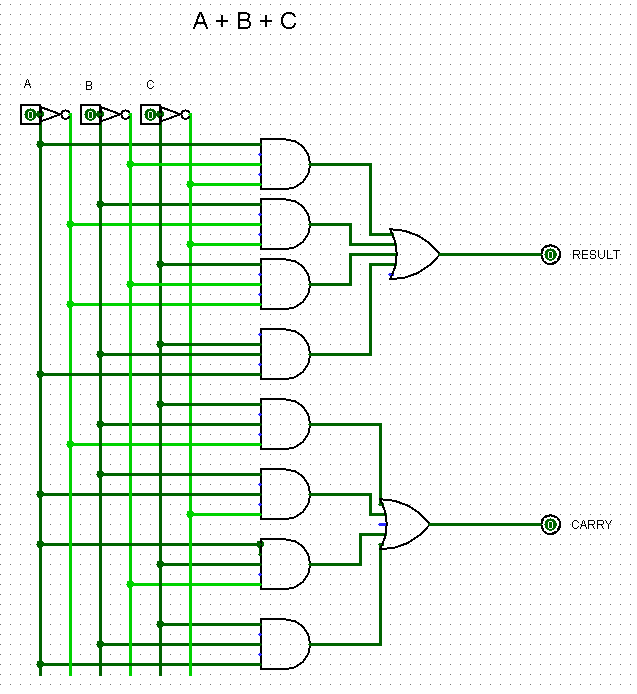 A + B + C
A B C
0 0 0
0 RESULT
0 CARRY